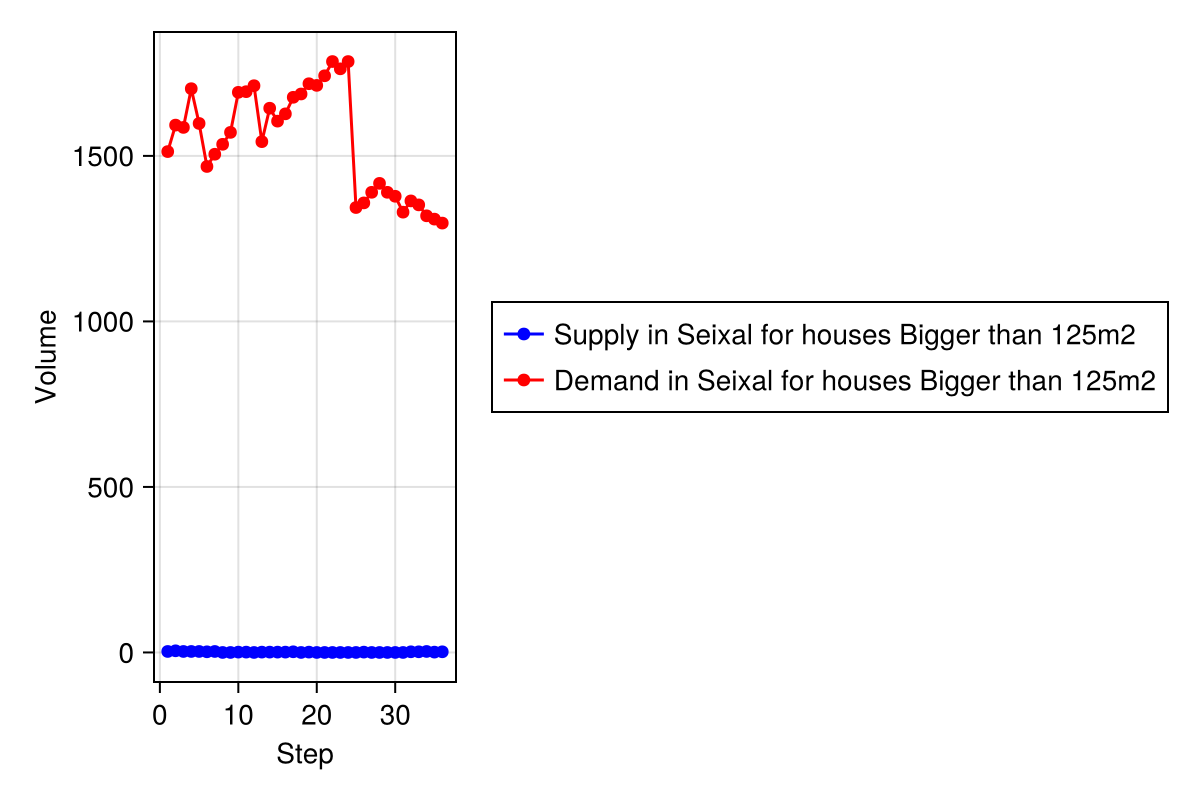 1500
1000
500
0
Volume
0 10 20 30
Step
Supply in Seixal for houses Bigger than 125m2
Demand in Seixal for houses Bigger than 125m2